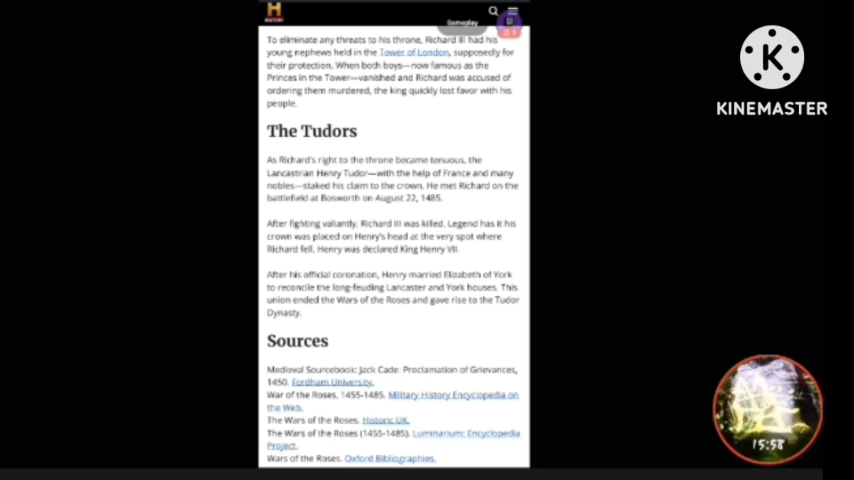 HISTORY
Gameplay
To eliminate any threats to his throne, Richard III had his
young nephews held in the Tower of London, supposedly for
their protection. When both boys—now famous as the
Princes in the Tower—vanished and Richard was accused of
ordering them murdered, the king quickly lost favor with his
people.
The Tudors
As Richard's right to the throne became tenuous, the
Lancastrian Henry Tudor—with the help of France and many
nobles—staked his claim to the crown. He met Richard on the
battlefield at Bosworth on August 22, 1485.
After fighting valiantly, Richard III was killed. Legend has it his
crown was placed on Henry's head at the very spot where
Richard fell. Henry was declared King Henry VII.
After his official coronation, Henry married Elizabeth of York
to reconcile the long-feuding Lancaster and York houses. This
union ended the Wars of the Roses and gave rise to the Tudor
Dynasty.
Sources
Medieval Sourcebook: Jack Cade: Proclamation of Grievances,
1450. Fordham University.
War of the Roses, 1455-1485. Military History Encyclopedia on
the Web.
The Wars of the Roses. Historic UK.
The Wars of the Roses (1455-1485). Luminarium: Encyclopedia
Project.
Wars of the Roses. Oxford Bibliographies.
K
KINEMASTER
15:58